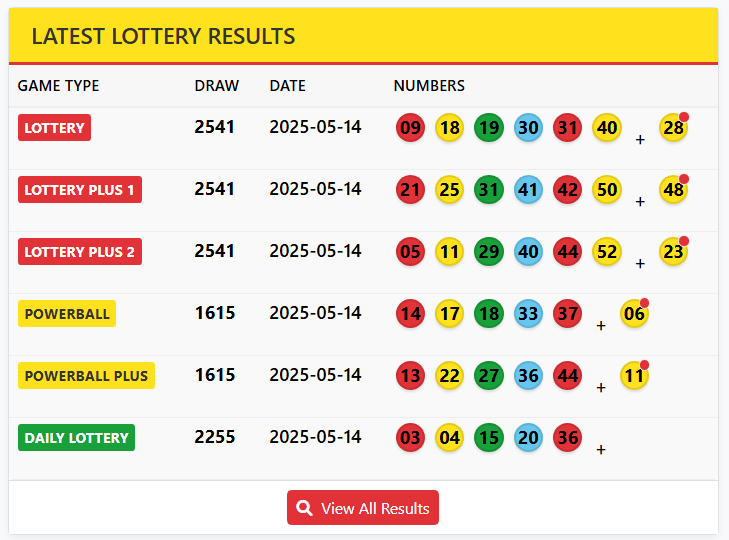 LATEST LOTTERY RESULTS
GAME TYPE DRAW DATE NUMBERS
LOTTERY 2541 2025-05-14 09 18 19 30 31 40 + 28
LOTTERY PLUS 1 2541 2025-05-14 21 25 31 41 42 50 + 48
LOTTERY PLUS 2 2541 2025-05-14 05 11 29 40 44 52 + 23
POWERBALL 1615 2025-05-14 14 17 18 33 37 + 06
POWERBALL PLUS 1615 2025-05-14 13 22 27 36 44 + 11
DAILY LOTTERY 2255 2025-05-14 03 04 15 20 36 +
View All Results